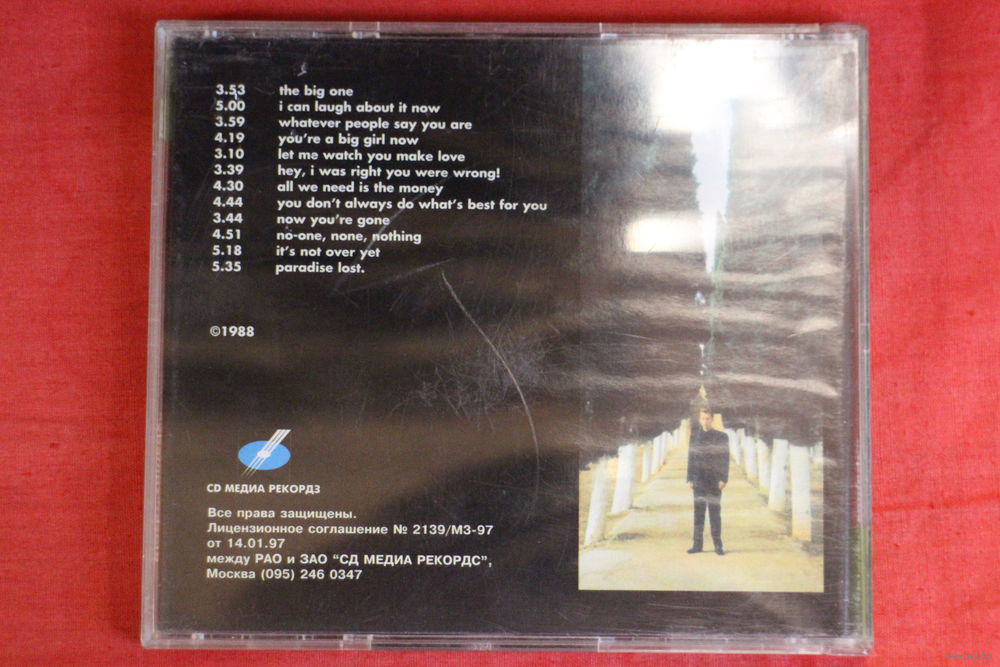 3.53 the big one
5.00 i can laugh about it now
3.59 whatever people say you are
4.19 you're a big girl now
3.10 let me watch you make love
3.39 hey, i was right you were wrong!
4.30 all we need is the money
4.44 you don't always do what's best for you
3.44 now you're gone
4.51 no-one, none, nothing
5.18 it's not over yet
5.35 paradise lost.
©1988
СD МЕДИА РЕКОРДЗ
Все права защищены.
Лицензионное соглашение № 2139/МЗ-97
от 14.01.97
между РАО и ЗАО “СД МЕДИА РЕКОРДС”,
Москва (095) 246 0347